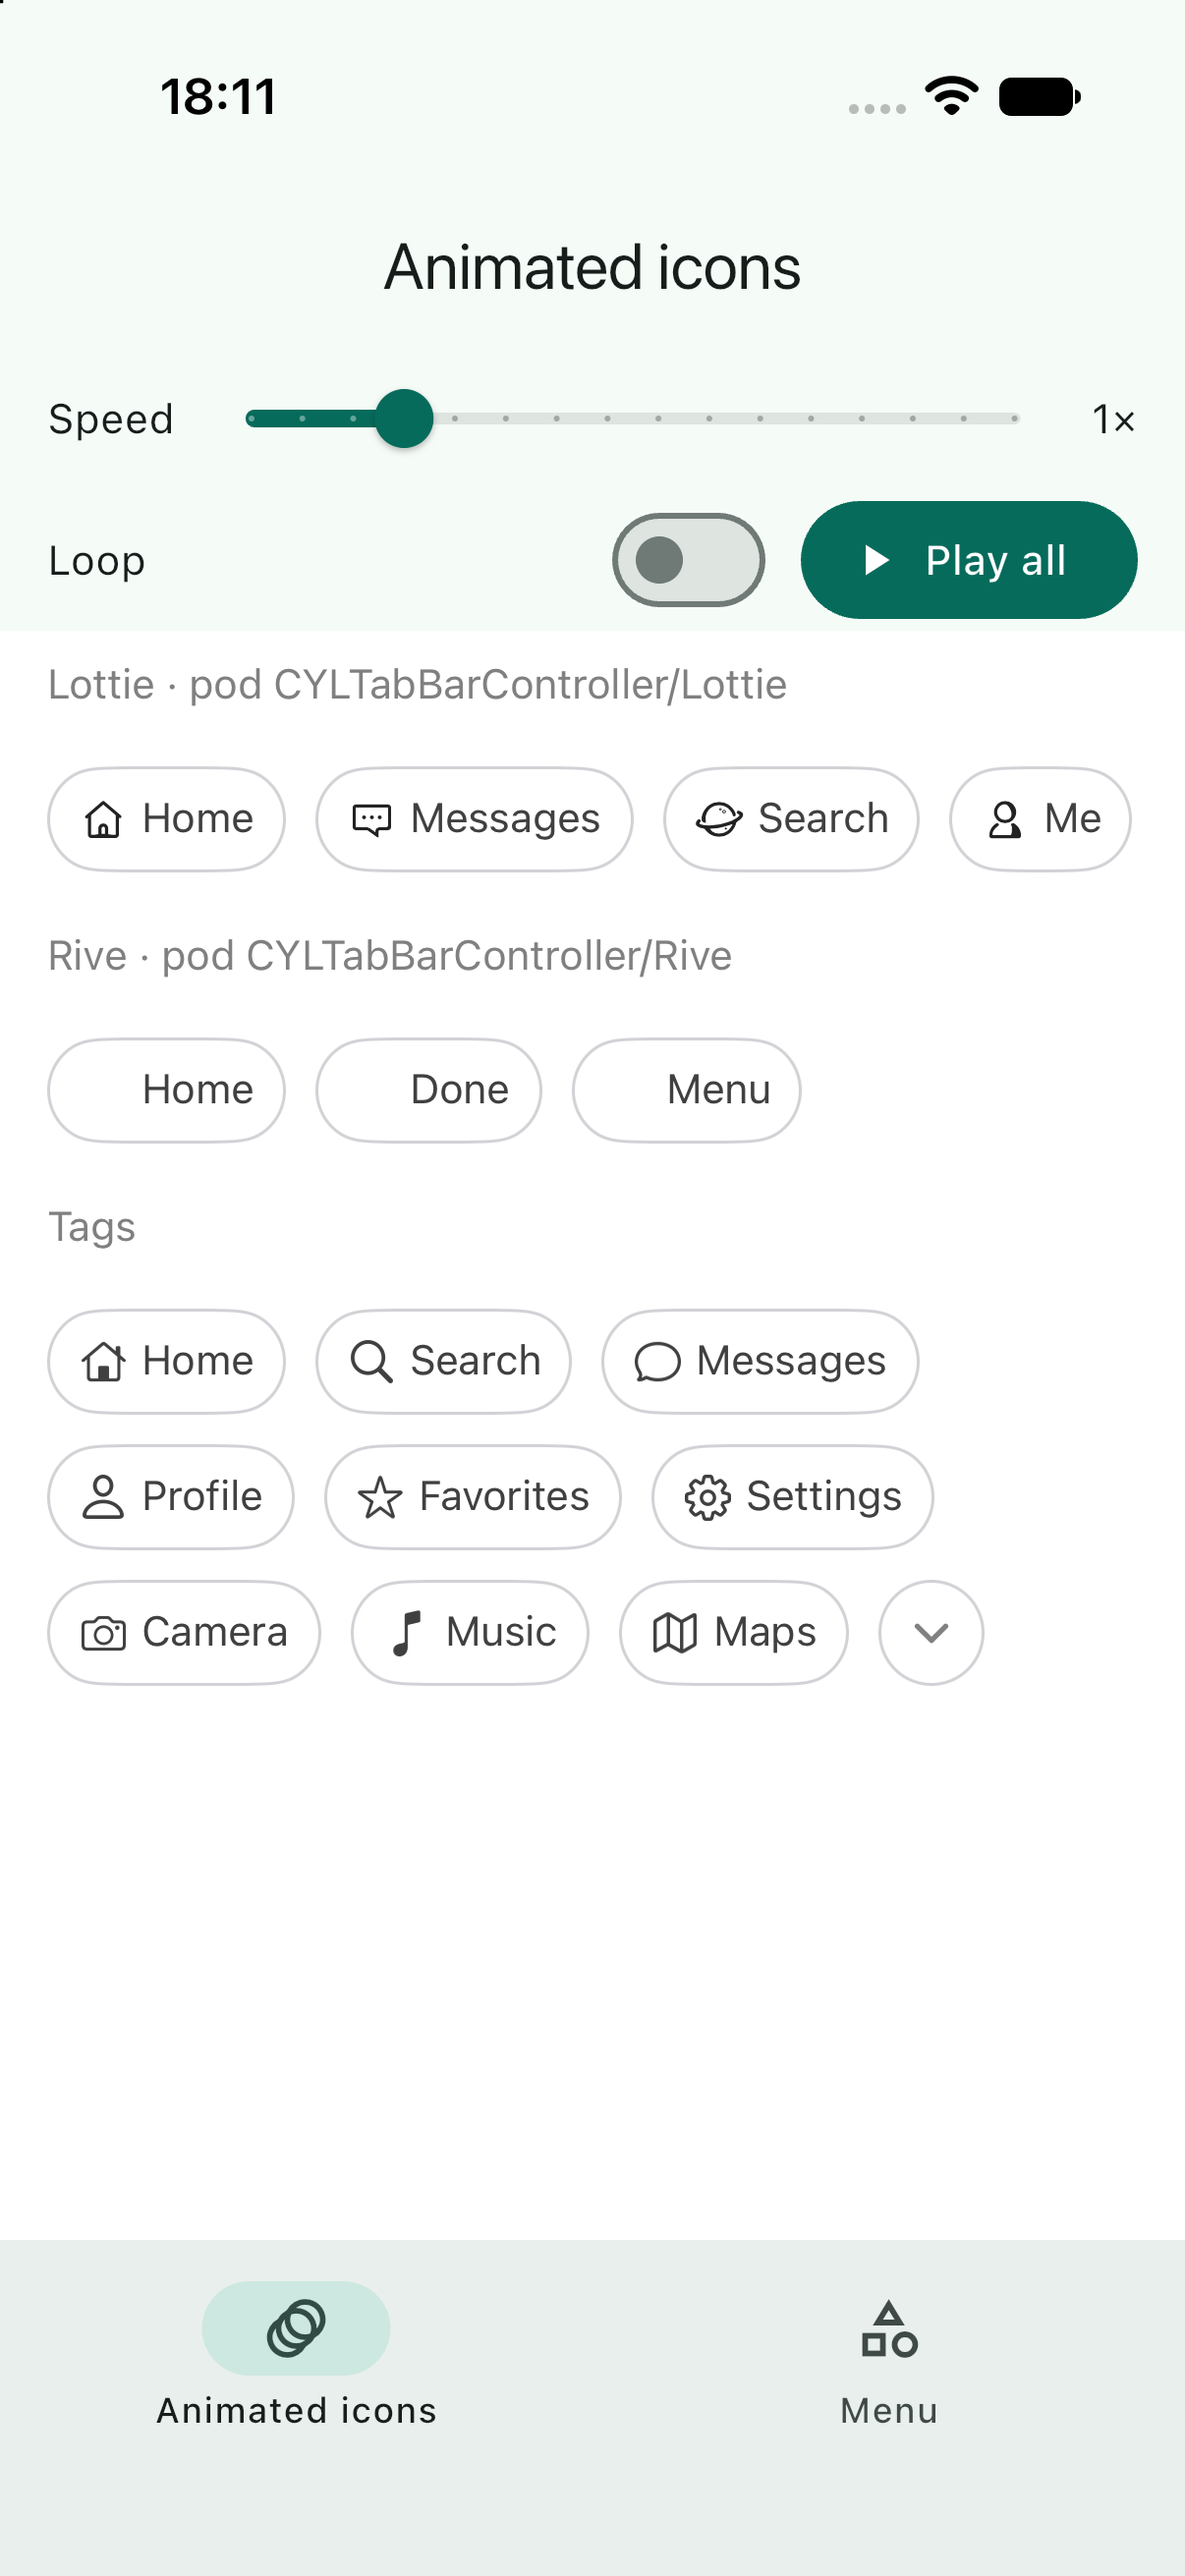 18:11
Animated icons
Speed 1×
Loop Play all
Lottie · pod CYLTabBarController/Lottie
Home Messages Search Me
Rive · pod CYLTabBarController/Rive
Home Done Menu
Tags
Home Search Messages
Profile Favorites Settings
Camera Music Maps
Animated icons Menu